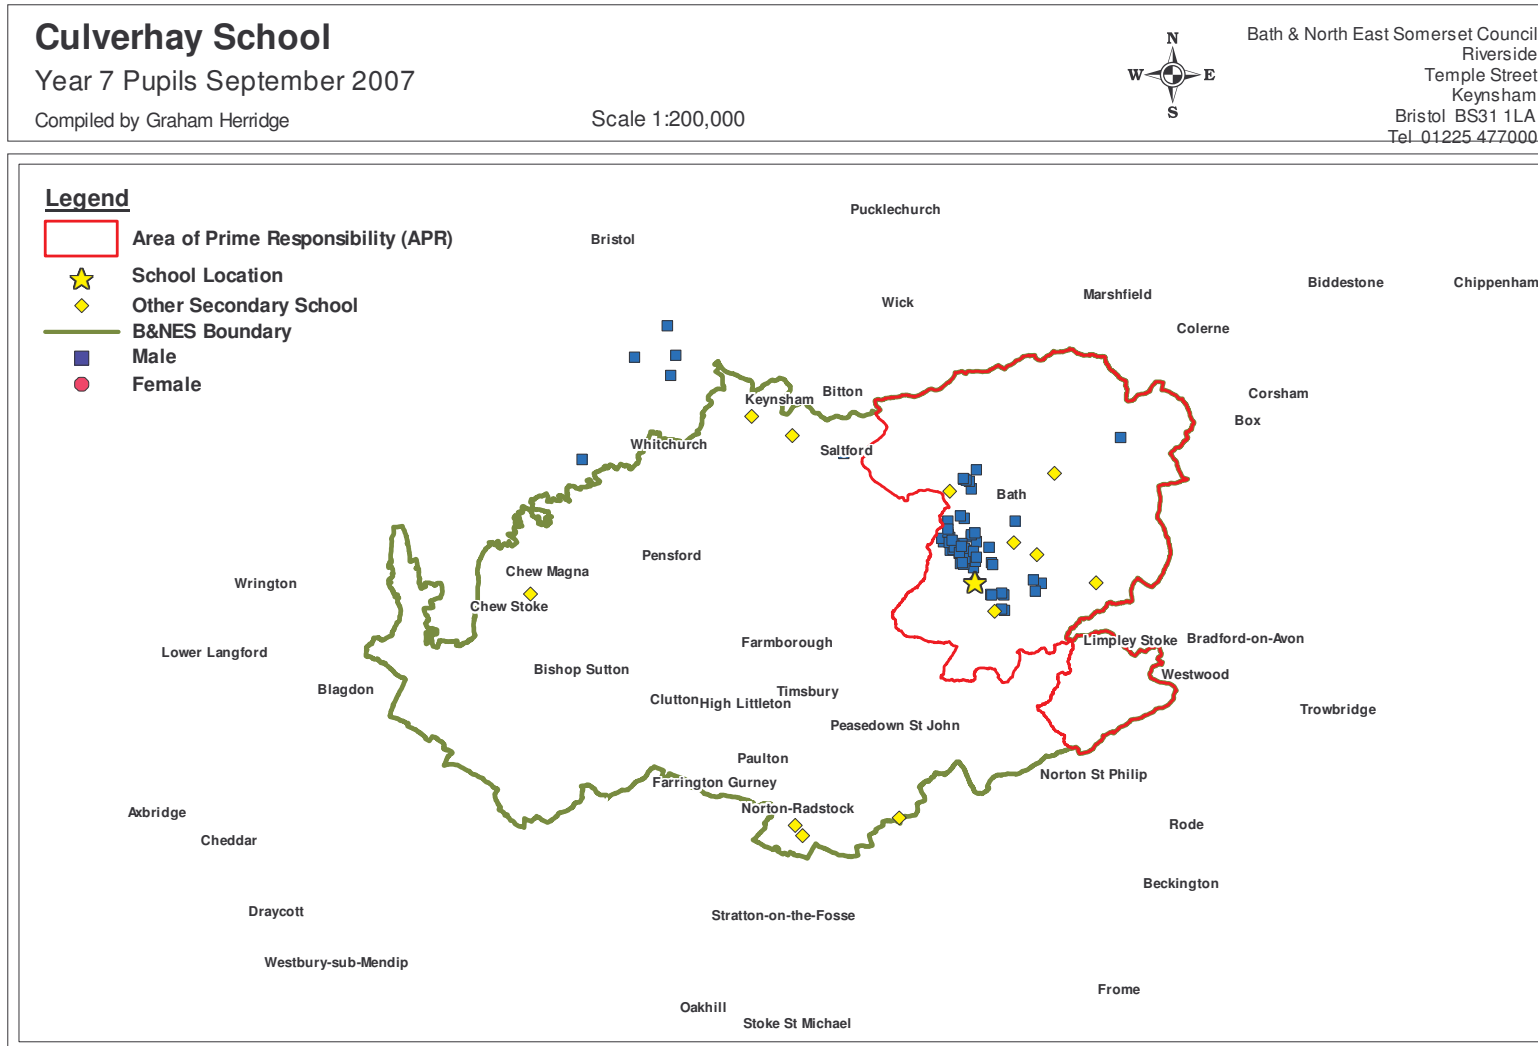 Culverhay School
Year 7 Pupils September 2007
Compiled by Graham Herridge
Scale 1:200,000
N
W E
S
Bath & North East Somerset Council
Riverside
Temple Street
Keynsham
Bristol BS31 1LA
Tel 01225 477000
Legend
Area of Prime Responsibility (APR)
School Location
Other Secondary School
B&NES Boundary
Male
Female
Pucklechurch
Bristol
Biddestone
Chippenham
Marshfield
Wick
Colerne
Bitton
Corsham
Keynsham
Box
Whitchurch
Saltford
Bath
Pensford
Chew Magna
Wrington
Chew Stoke
Limpley Stoke
Bradford-on-Avon
Farmborough
Lower Langford
Bishop Sutton
Westwood
Blagdon
Timsbury
Clutton
High Littleton
Trowbridge
Peasedown St John
Paulton
Norton St Philip
Farrington Gurney
Norton-Radstock
Axbridge
Rode
Cheddar
Beckington
Draycott
Stratton-on-the-Fosse
Westbury-sub-Mendip
Frome
Oakhill
Stoke St Michael